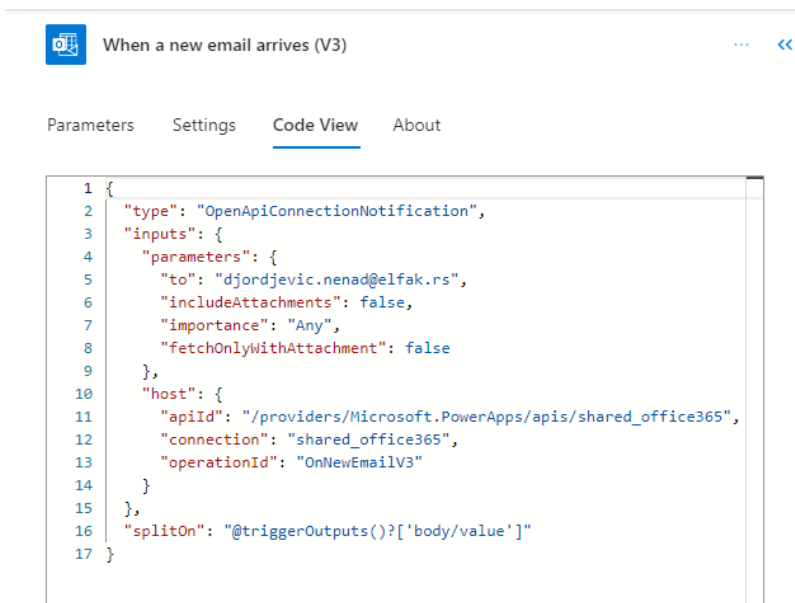 When a new email arrives (V3)
Parameters Settings Code View About
1 {
2 "type": "OpenApiConnectionNotification",
3 "inputs": {
4 "parameters": {
5 "to": "djordjevic.nenad@elfak.rs",
6 "includeAttachments": false,
7 "importance": "Any",
8 "fetchOnlyWithAttachment": false
9 },
10 "host": {
11 "apiId": "/providers/Microsoft.PowerApps/apis/shared_office365",
12 "connection": "shared_office365",
13 "operationId": "OnNewEmailV3"
14 }
15 },
16 "splitOn": "@triggerOutputs()?['body/value']"
17 }